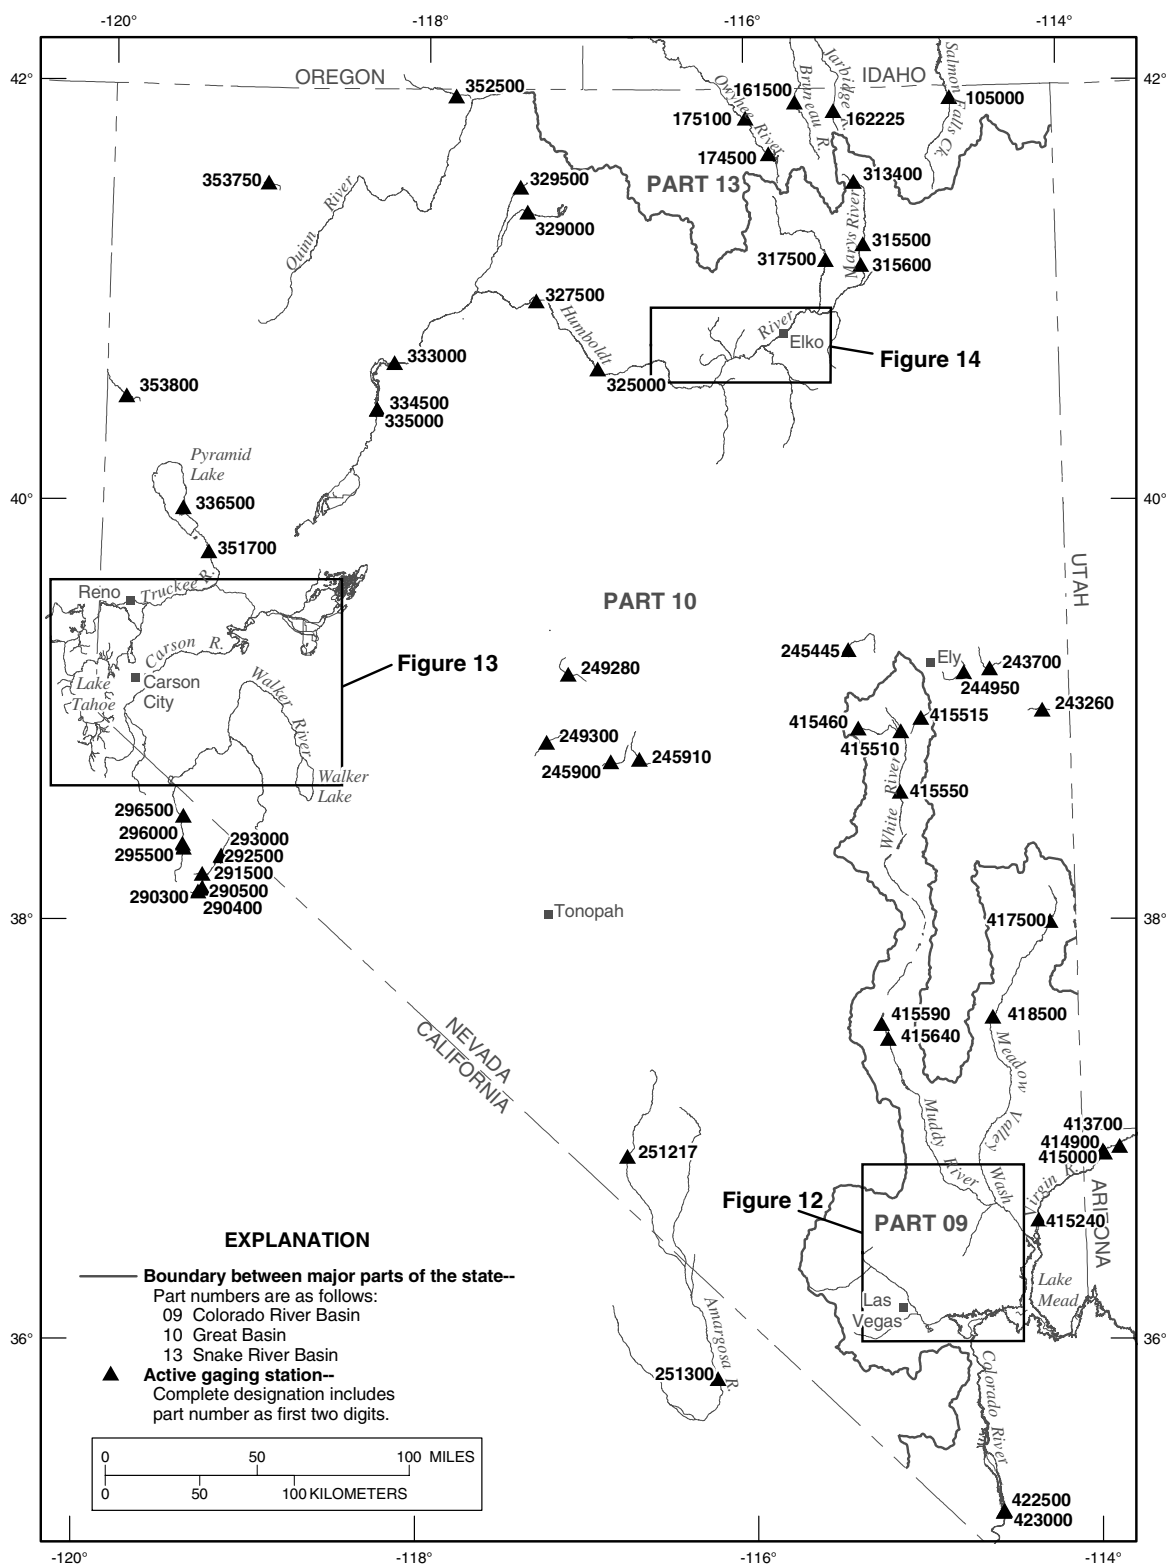 -120°
-118°
-116°
-114°
42°
42°
OREGON
IDAHO
352500
161500
175100
174500
162225
105000
Owyhee River
Bruneau R.
Jarbidge R.
Salmon Falls Ck.
353750
329500
329000
PART 13
313400
Quinn River
Marys River
315500
315600
317500
327500
Humboldt River
Elko
Figure 14
333000
325000
353800
334500
335000
Pyramid
Lake
40°
40°
336500
351700
UTAH
Reno
Truckee R.
PART 10
Carson R.
Figure 13
Lake
Tahoe
Carson
City
Walker River
Walker
Lake
249280
245445
Ely
243700
244950
243260
249300
245900
245910
415460
415515
415510
White River
415550
296500
296000
295500
293000
292500
291500
290300
290500
290400
38°
38°
Tonopah
417500
NEVADA
CALIFORNIA
415590
415640
418500
Meadow Valley Wash
Muddy River
413700
414900
415000
Virgin R.
ARIZONA
251217
Figure 12
PART 09
415240
Lake
Mead
Las
Vegas
36°
36°
Amargosa R.
251300
Colorado River
422500
423000
EXPLANATION
Boundary between major parts of the state--
Part numbers are as follows:
09 Colorado River Basin
10 Great Basin
13 Snake River Basin
Active gaging station--
Complete designation includes
part number as first two digits.
0 50 100 MILES
0 50 100 KILOMETERS
-120°
-118°
-116°
-114°